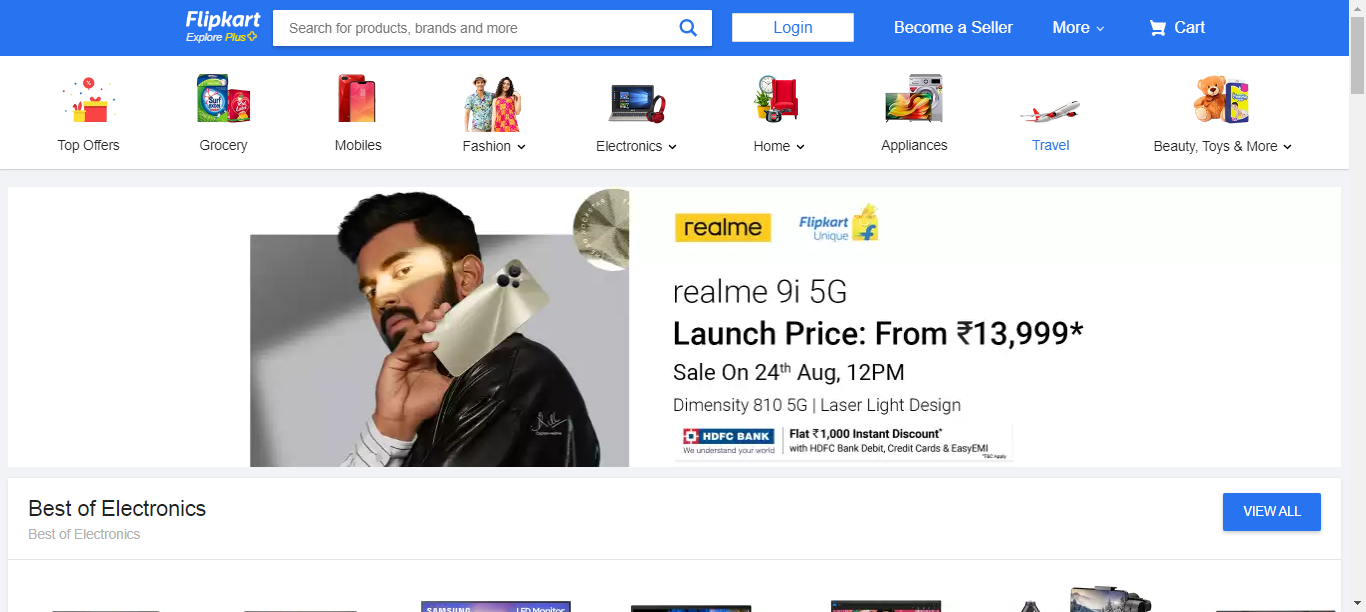 Flipkart
Explore Plus
Search for products, brands and more
Login
Become a Seller
More
Cart
Top Offers
Grocery
Mobiles
Fashion
Electronics
Home
Appliances
Travel
Beauty, Toys & More
realme
Flipkart
Unique
realme 9i 5G
Launch Price: From ₹13,999*
Sale On 24th Aug, 12PM
Dimensity 810 5G | Laser Light Design
HDFC BANK
We understand your world
Flat ₹1,000 Instant Discount*
with HDFC Bank Debit, Credit Cards & EasyEMI
*T&C Apply
Best of Electronics
VIEW ALL
Best of Electronics
SAMSUNG
LED Monitor